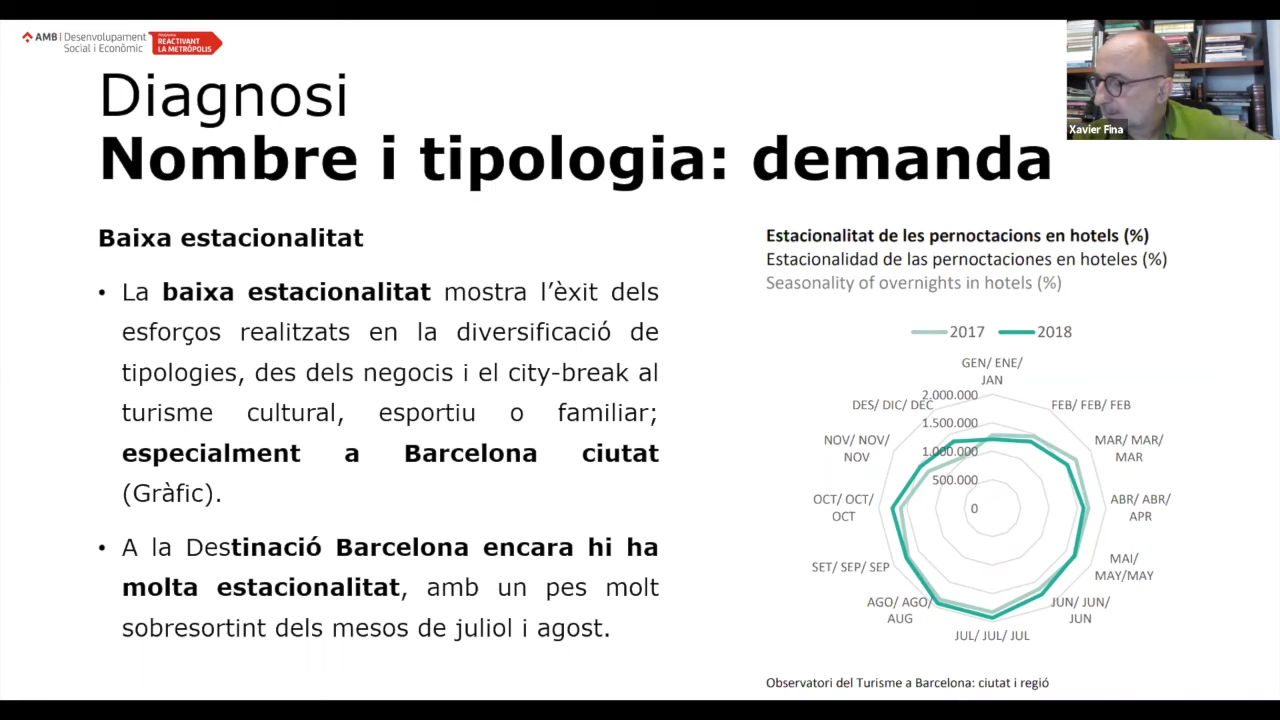 AMB | Desenvolupament
Social i Econòmic
REACTIVANT
LA METRÒPOLIS
Xavier Fina
Diagnosi
Nombre i tipologia: demanda
Baixa estacionalitat
• La baixa estacionalitat mostra l’èxit dels
esforços realitzats en la diversificació de
tipologies, des dels negocis i el city-break al
turisme cultural, esportiu o familiar;
especialment a Barcelona ciutat
(Gràfic).
• A la Destinació Barcelona encara hi ha
molta estacionalitat, amb un pes molt
sobresortint dels mesos de juliol i agost.
Estacionalitat de les pernoctacions en hotels (%)
Estacionalidad de las pernoctaciones en hoteles (%)
Seasonality of overnights in hotels (%)
2017 2018
GEN/ ENE/
JAN
FEB/ FEB/ FEB
MAR/ MAR/
MAR
ABR/ ABR/
APR
MAI/
MAY/MAY
JUN/ JUN/
JUN
JUL/ JUL/ JUL
AGO/ AGO/
AUG
SET/ SEP/ SEP
OCT/ OCT/
OCT
NOV/ NOV/
NOV
DES/ DIC/ DEC
2.000.000
1.500.000
1.000.000
500.000
0
Observatori del Turisme a Barcelona: ciutat i regió